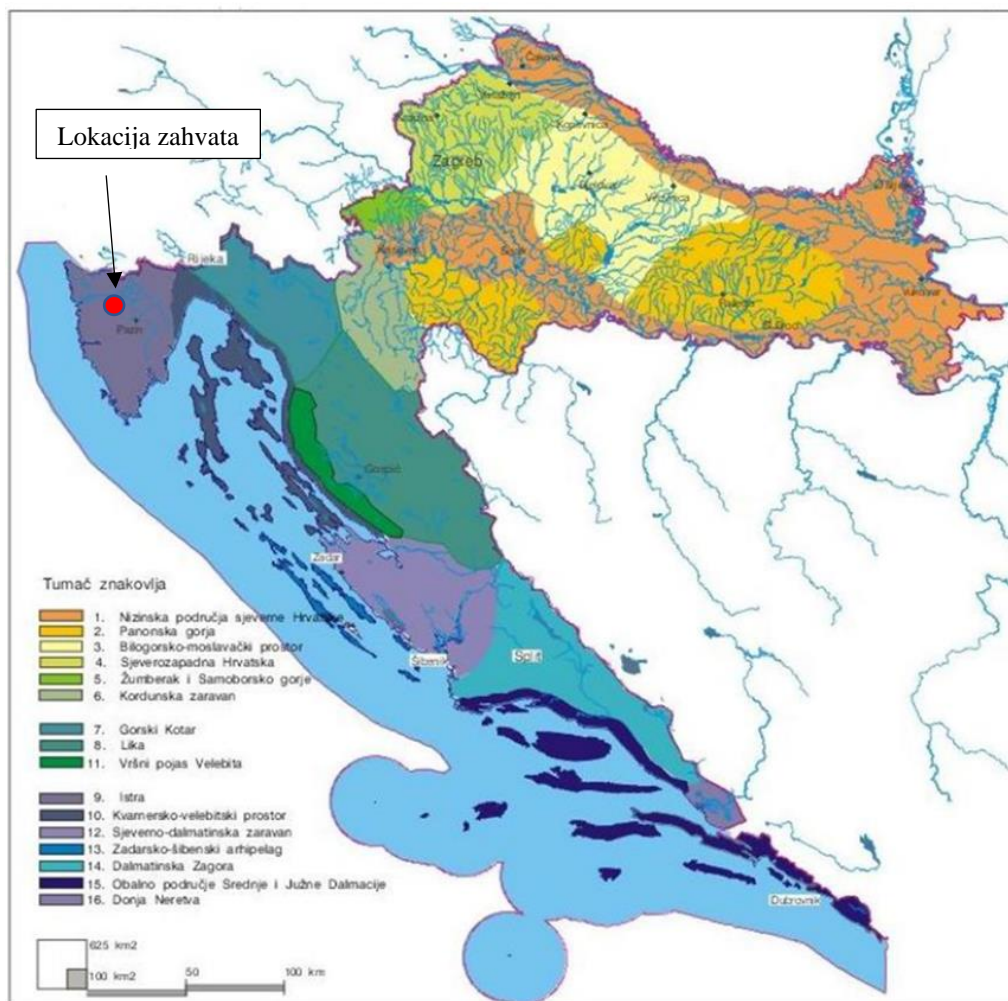 Lokacija zahvata
Zagreb
Rijeka
Pazin
Gospić
Zadar
Šibenik
Split
Dubrovnik
Tumač znakovlja
1. Nizinska područja sjeverne Hrvatske
2. Panonska gorja
3. Bilogorsko-moslavački prostor
4. Sjeverozapadna Hrvatska
5. Žumberak i Samoborsko gorje
6. Kordunska zaravan
7. Gorski Kotar
8. Lika
11. Vršni pojas Velebita
9. Istra
10. Kvarnersko-velebitski prostor
12. Sjeverno-dalmatinska zaravan
13. Zadarsko-šibenski arhipelag
14. Dalmatinska Zagora
15. Obalno područje Srednje i Južne Dalmacije
16. Donja Neretva
625 km2
100 km2
50
100 km